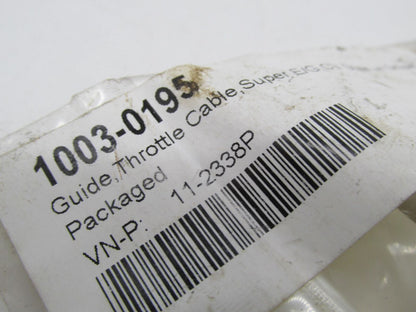 1003-0195
Guide,Throttle Cable,Super,E/G,
Packaged
VN-P: 11-2338P